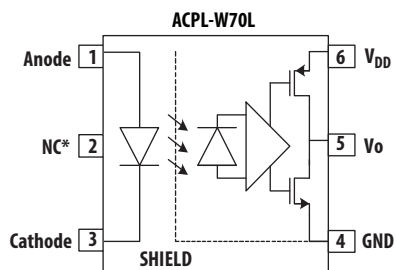 ACPL-W70L
Anode 1
6 VDD
NC* 2
5 Vo
Cathode 3
4 GND
SHIELD